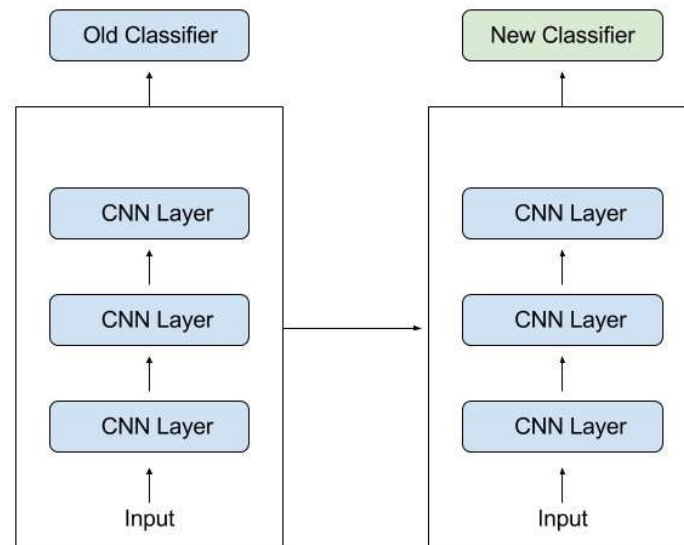 Old Classifier
CNN Layer
CNN Layer
CNN Layer
Input
New Classifier
CNN Layer
CNN Layer
CNN Layer
Input